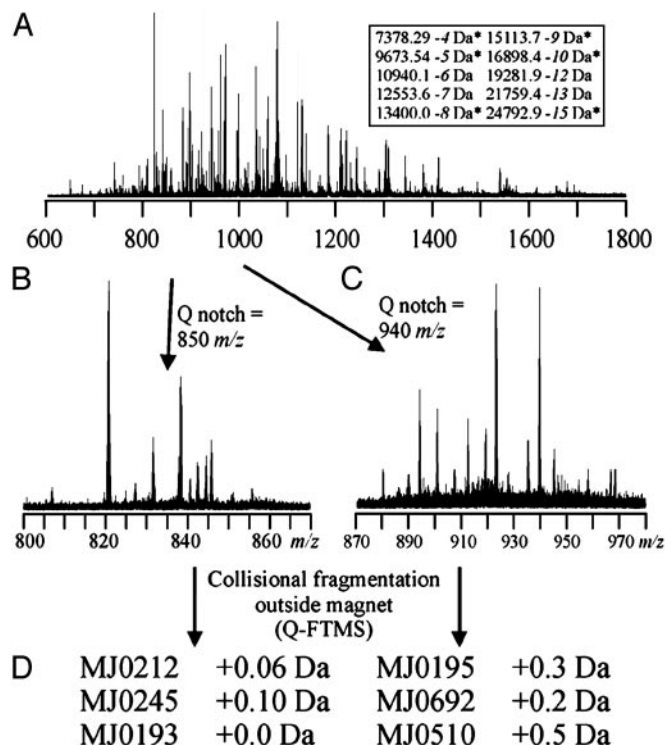 A
7378.29 -4 Da* 15113.7 -9 Da*
9673.54 -5 Da* 16898.4 -10 Da*
10940.1 -6 Da 19281.9 -12 Da
12553.6 -7 Da 21759.4 -13 Da
13400.0 -8 Da* 24792.9 -15 Da*
600 800 1000 1200 1400 1600 1800
B
Q notch =
850 m/z
C
Q notch =
940 m/z
800 820 840 860 m/z
870 890 910 930 950 970 m/z
Collisional fragmentation
outside magnet
(Q-FTMS)
D MJ0212 +0.06 Da MJ0195 +0.3 Da
MJ0245 +0.10 Da MJ0692 +0.2 Da
MJ0193 +0.0 Da MJ0510 +0.5 Da